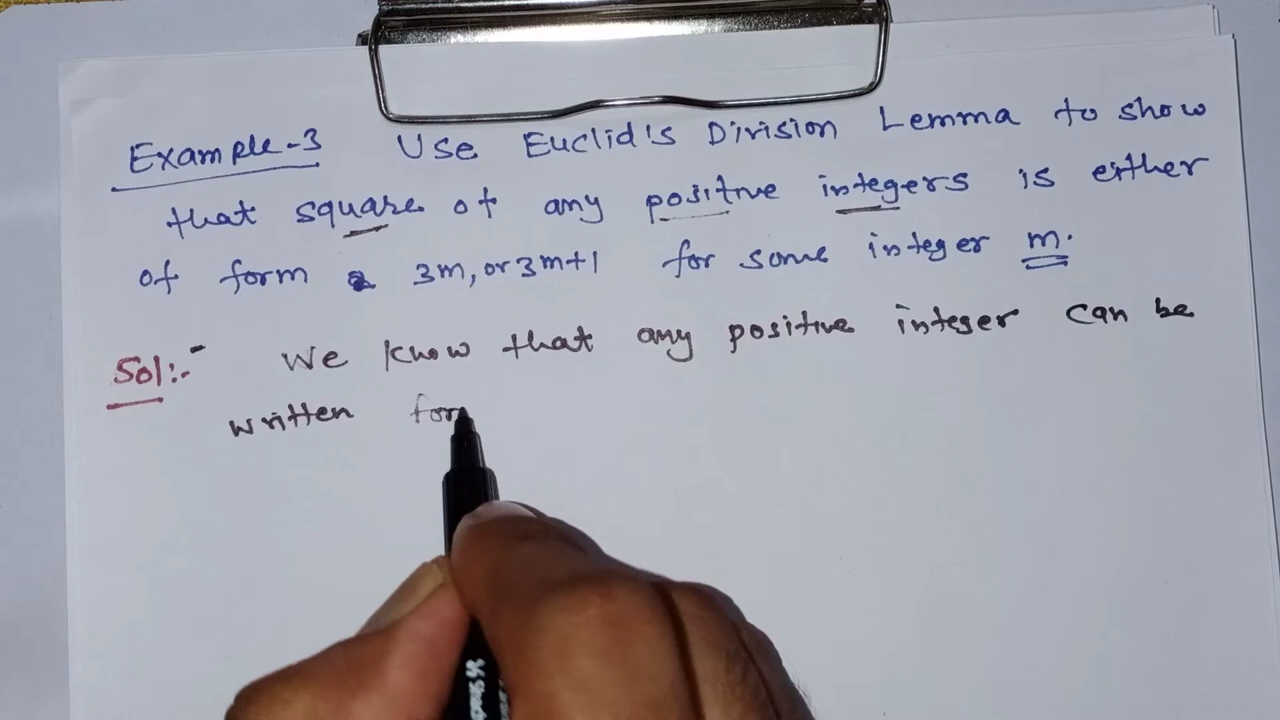 Example-3 Use Euclid's Division Lemma to show
that square of any positive integers is either
of form 3m, or 3m+1 for some integer m.
Sol:- We know that any positive integer can be
written for